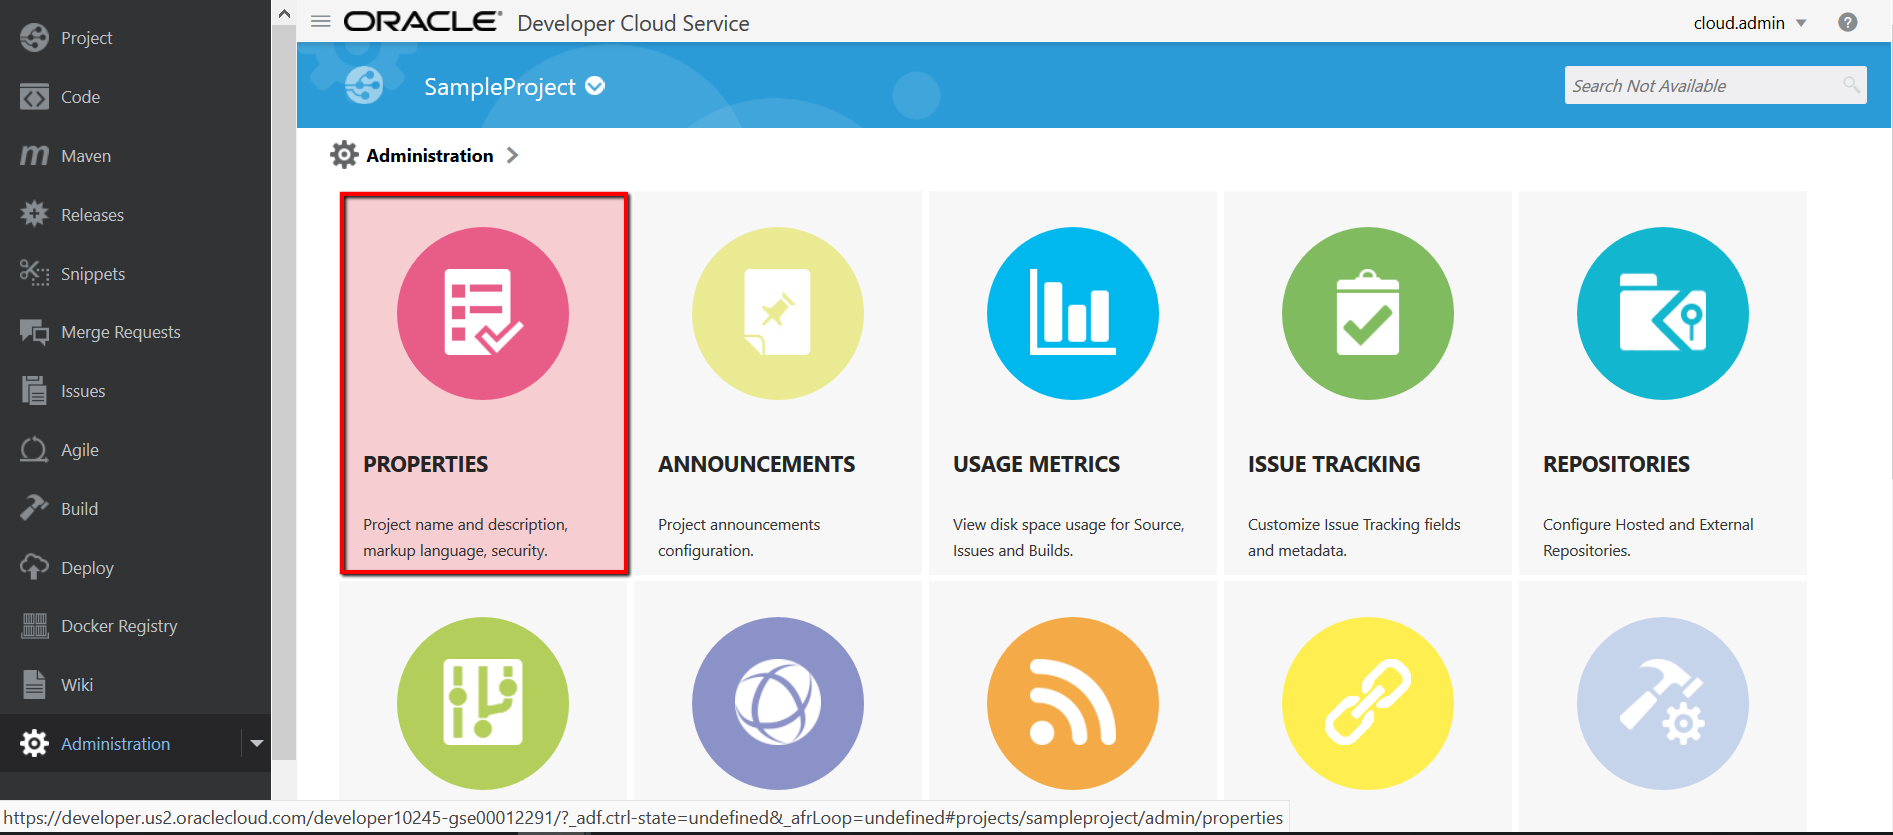 ORACLE® Developer Cloud Service
cloud.admin
?
SampleProject
Search Not Available
Project
Code
Maven
Releases
Snippets
Merge Requests
Issues
Agile
Build
Deploy
Docker Registry
Wiki
Administration
Administration
PROPERTIES
Project name and description,
markup language, security.
ANNOUNCEMENTS
Project announcements
configuration.
USAGE METRICS
View disk space usage for Source,
Issues and Builds.
ISSUE TRACKING
Customize Issue Tracking fields
and metadata.
REPOSITORIES
Configure Hosted and External
Repositories.
https://developer.us2.oraclecloud.com/developer10245-gse00012291/?_adf.ctrl-state=undefined&_afrLoop=undefined#projects/sampleproject/admin/properties